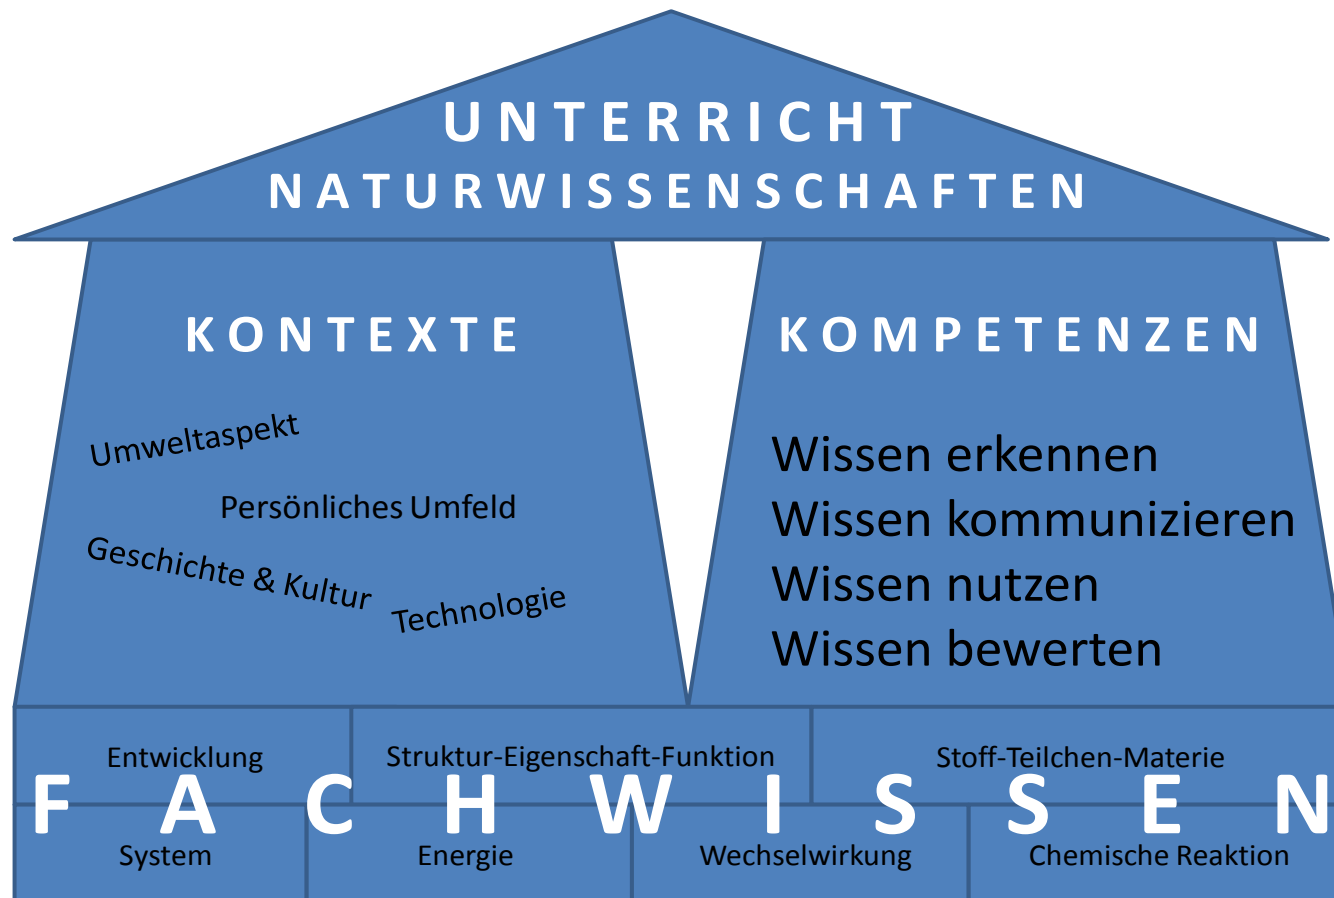 UNTERRICHT
NATURWISSENSCHAFTEN
KONTEXTE
Umweltaspekt
Persönliches Umfeld
Geschichte & Kultur
Technologie
KOMPETENZEN
Wissen erkennen
Wissen kommunizieren
Wissen nutzen
Wissen bewerten
Entwicklung
Struktur-Eigenschaft-Funktion
Stoff-Teilchen-Materie
FACHWISSEN
System
Energie
Wechselwirkung
Chemische Reaktion